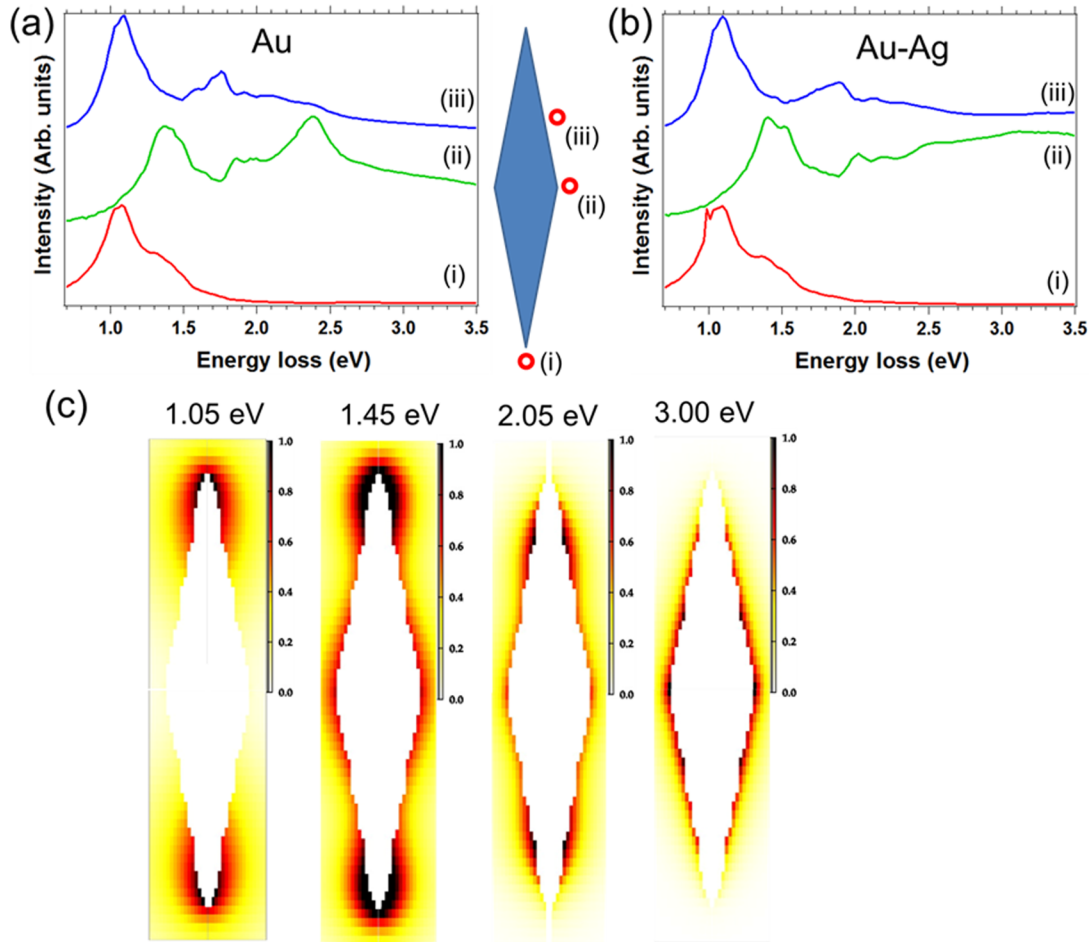 (a)
Au
(iii)
(ii)
(i)
Intensity (Arb. units)
1.0 1.5 2.0 2.5 3.0 3.5
Energy loss (eV)
(iii)
(ii)
(i)
(b)
Au-Ag
(iii)
(ii)
(i)
Intensity (Arb. units)
1.0 1.5 2.0 2.5 3.0 3.5
Energy loss (eV)
(c)
1.05 eV
1.0
0.8
0.6
0.4
0.2
0.0
1.45 eV
1.0
0.8
0.6
0.4
0.2
0.0
2.05 eV
1.0
0.8
0.6
0.4
0.2
0.0
3.00 eV
1.0
0.8
0.6
0.4
0.2
0.0